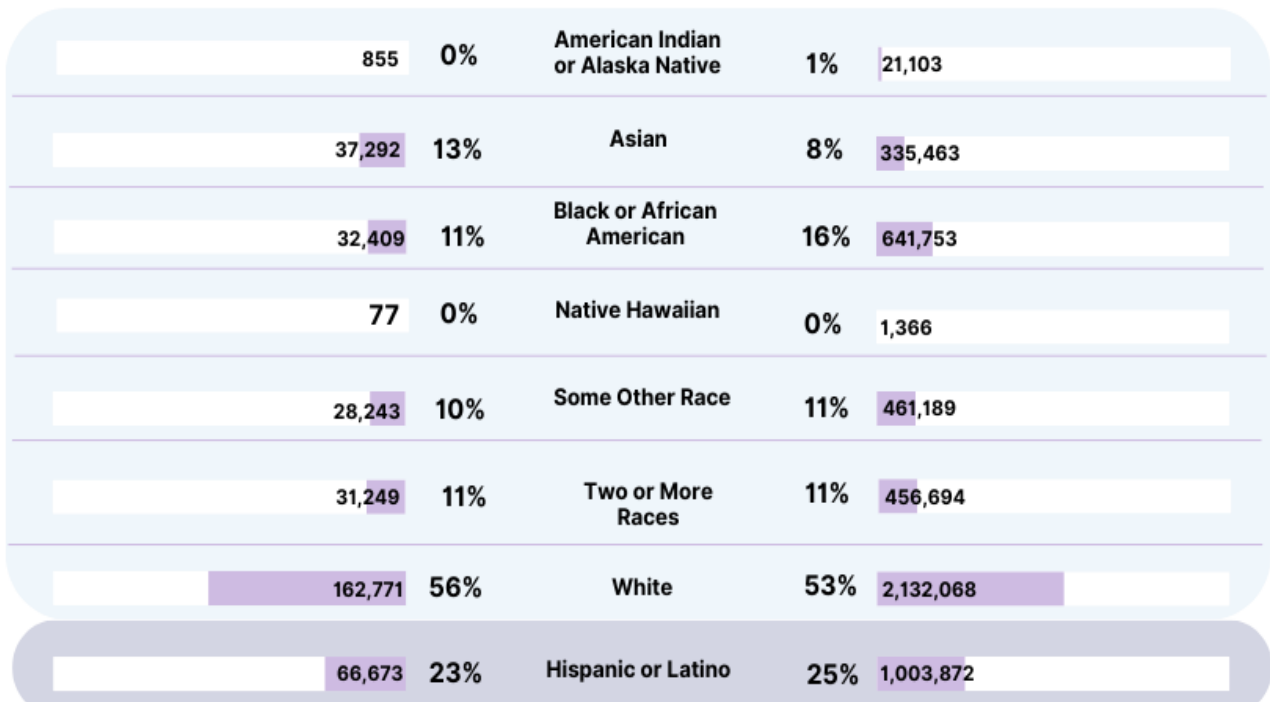 855 0% American Indian or Alaska Native 1% 21,103
37,292 13% Asian 8% 335,463
32,409 11% Black or African American 16% 641,753
77 0% Native Hawaiian 0% 1,366
28,243 10% Some Other Race 11% 461,189
31,249 11% Two or More Races 11% 456,694
162,771 56% White 53% 2,132,068
66,673 23% Hispanic or Latino 25% 1,003,872